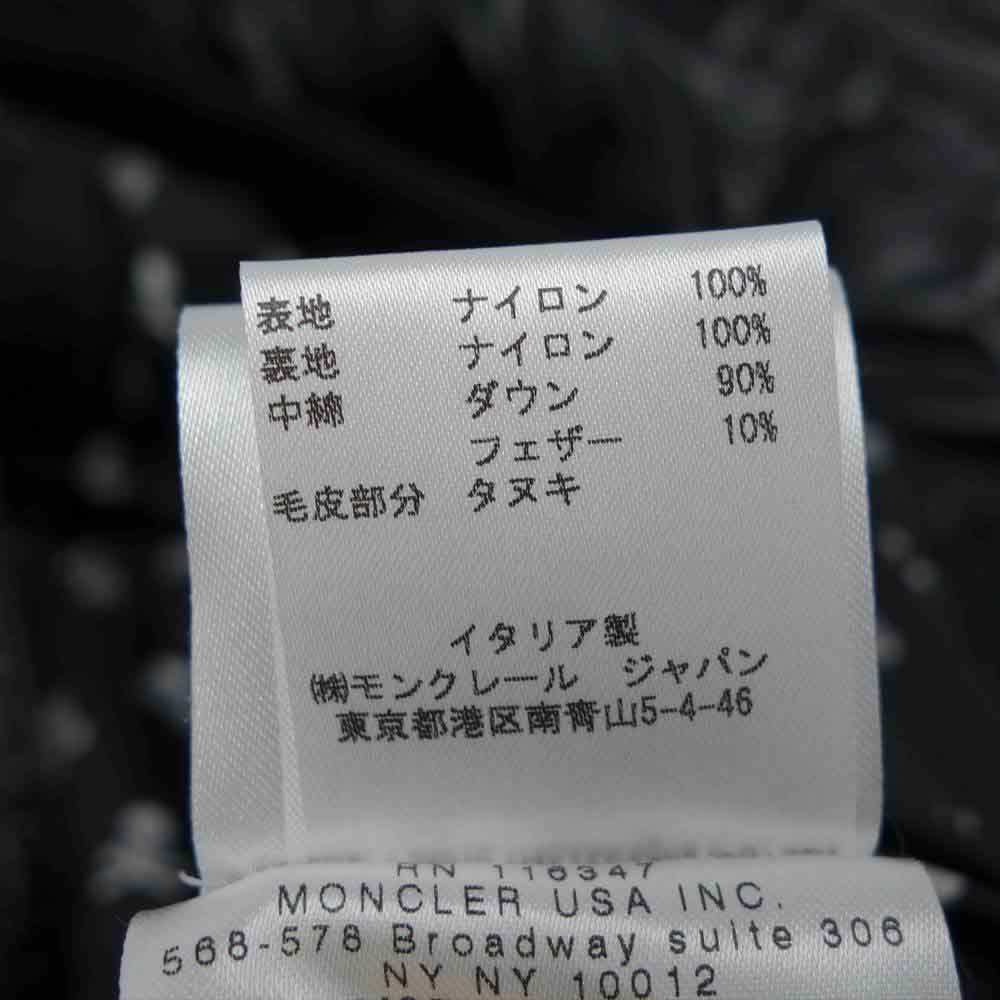 表地 ナイロン 100%
裏地 ナイロン 100%
中綿 ダウン 90%
フェザー 10%
毛皮部分 タヌキ
イタリア製
㈱モンクレール ジャパン
東京都港区南青山5-4-46
RN 116347
MONCLER USA INC.
568-578 Broadway suite 306
NY NY 10012